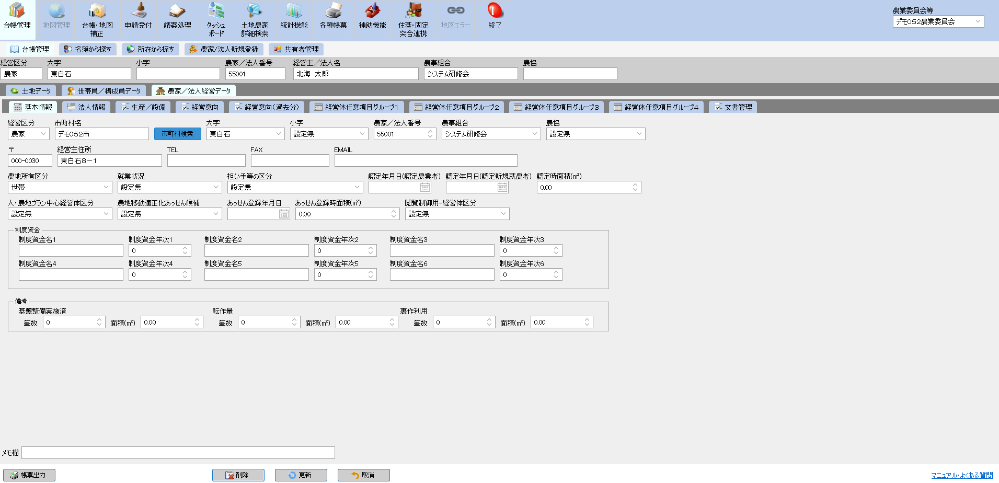 台帳管理 地図管理 台帳・地図補正 申請受付 議案処理 ダッシュボード 土地農家詳細検索 統計機能 各種帳票 補助機能 住基・固定突合連携 地図エラー 終了
農業委員会等
デモ052農業委員会
台帳管理 名簿から探す 所在から探す 農家/法人新規登録 共有者管理
経営区分 大字 小字 農家／法人番号 経営主／法人名 農事組合 農協
農家 東白石 55001 北海 太郎 システム研修会
土地データ 世帯員／構成員データ 農家／法人経営データ
基本情報 法人情報 生産／設備 経営意向 経営意向(過去分) 経営体任意項目グループ1 経営体任意項目グループ2 経営体任意項目グループ3 経営体任意項目グループ4 文書管理
経営区分 市町村名 大字 小字 農家／法人番号 農事組合 農協
農家 デモ052市 市町村検索 東白石 設定無 55001 システム研修会 設定無
〒 経営主住所 TEL FAX EMAIL
000-0030 東白石8－1
農地所有区分 就業状況 担い手等の区分 認定年月日(認定農業者) 認定年月日(認定新規就農者) 認定時面積(㎡)
世帯 設定無 設定無 0.00
人・農地プラン中心経営体区分 農地移動適正化あっせん候補 あっせん登録年月日 あっせん登録時面積(㎡) 閲覧制御用-経営体区分
設定無 設定無 0.00 設定無
制度資金
制度資金名1 制度資金年次1 制度資金名2 制度資金年次2 制度資金名3 制度資金年次3
0 0 0
制度資金名4 制度資金年次4 制度資金名5 制度資金年次5 制度資金名6 制度資金年次6
0 0 0
備考
基盤整備実施済 転作量 裏作利用
筆数 0 面積(㎡) 0.00 筆数 0 面積(㎡) 0.00 筆数 0 面積(㎡) 0.00
メモ欄
帳票出力 削除 更新 取消 マニュアル・よくある質問